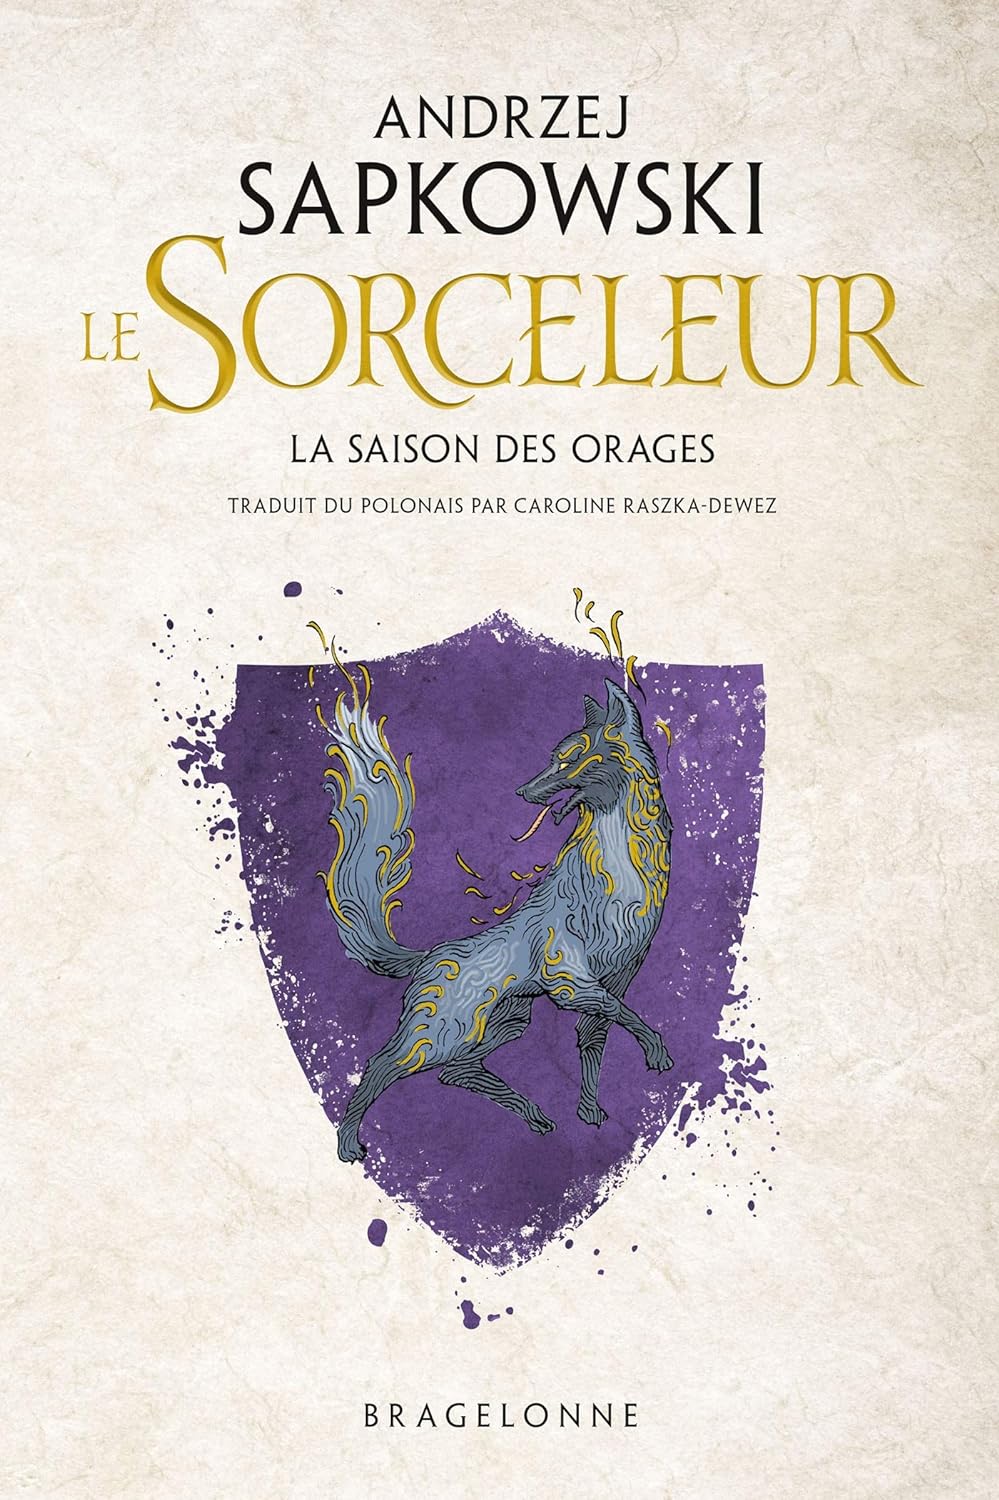 ANDRZEJ
SAPKOWSKI
LE SORCELEUR
LA SAISON DES ORAGES
TRADUIT DU POLONAIS PAR CAROLINE RASZKA-DEWEZ
BRAGELONNE